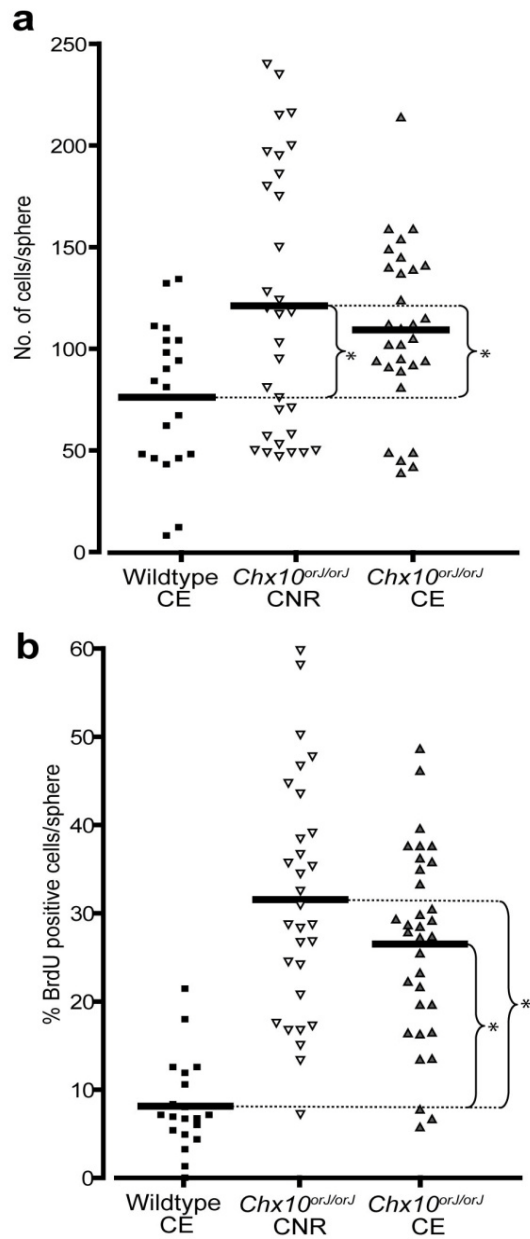 a
No. of cells/sphere
250
200
150
100
50
0
*
*
Wildtype CE
Chx10orJ/orJ CNR
Chx10orJ/orJ CE
b
% BrdU positive cells/sphere
60
50
40
30
20
10
0
*
*
Wildtype CE
Chx10orJ/orJ CNR
Chx10orJ/orJ CE